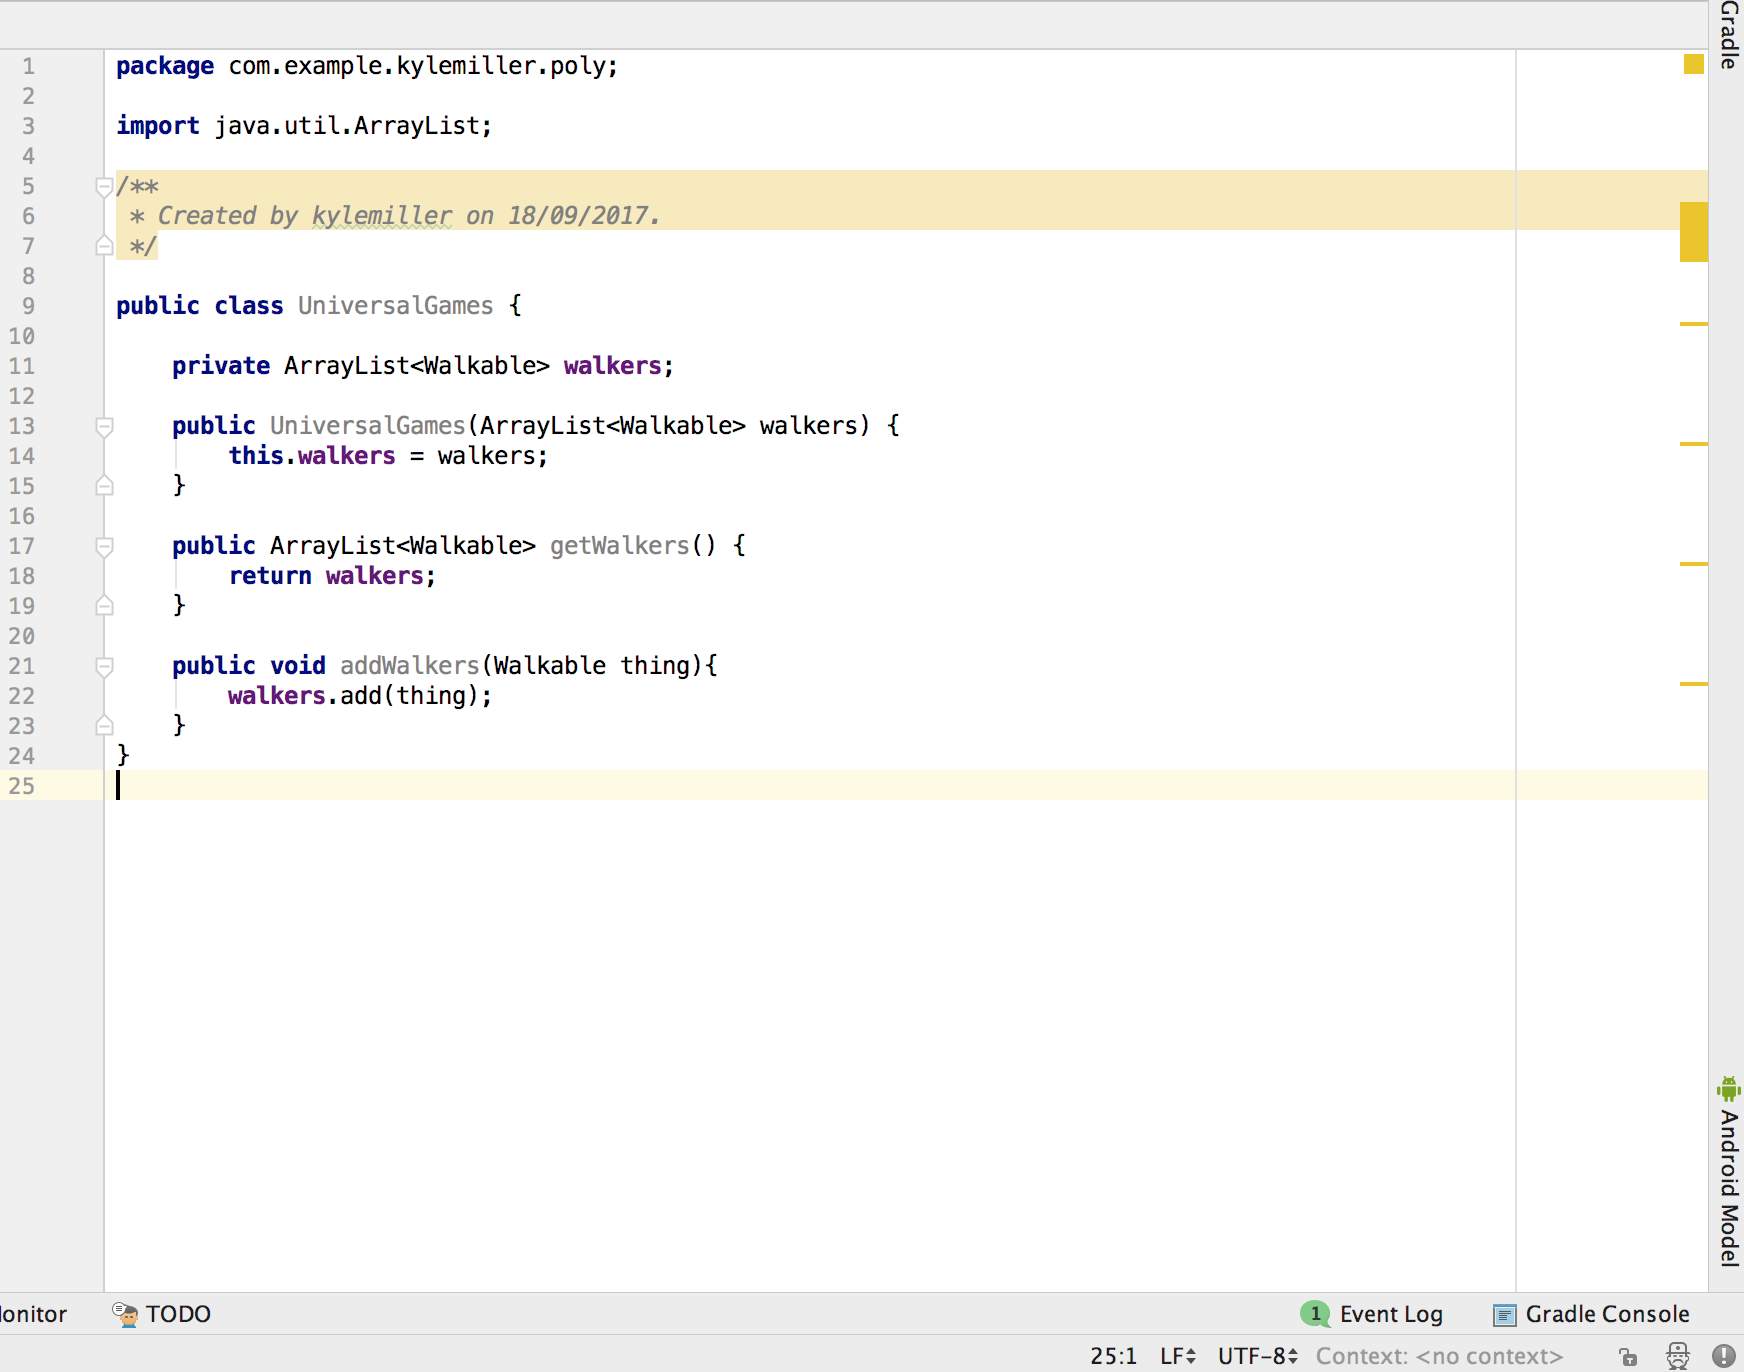 Gradle
1 package com.example.kylemiller.poly;
2
3 import java.util.ArrayList;
4
5 /**
6  * Created by kylemiller on 18/09/2017.
7  */
8
9 public class UniversalGames {
10
11     private ArrayList<Walkable> walkers;
12
13     public UniversalGames(ArrayList<Walkable> walkers) {
14         this.walkers = walkers;
15     }
16
17     public ArrayList<Walkable> getWalkers() {
18         return walkers;
19     }
20
21     public void addWalkers(Walkable thing){
22         walkers.add(thing);
23     }
24 }
25
Android Model
onitor TODO 1 Event Log Gradle Console
25:1 LF UTF-8 Context: <no context>